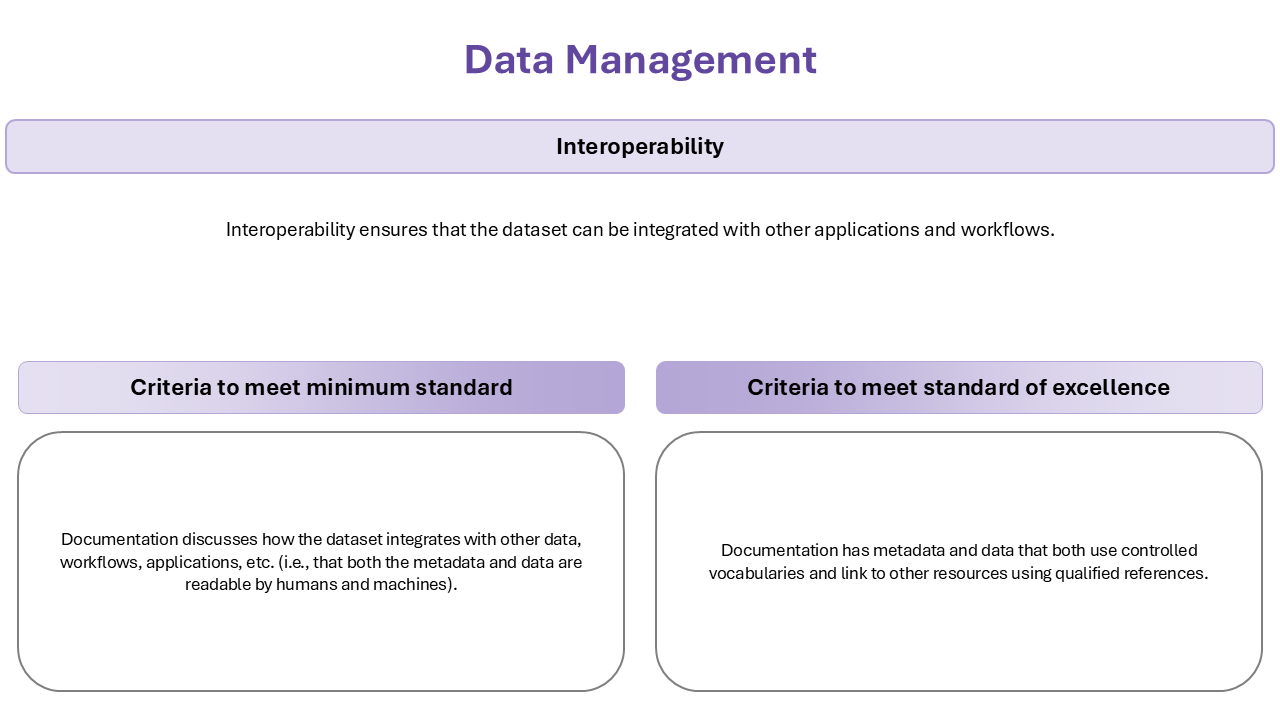 Data Management
Interoperability
Interoperability ensures that the dataset can be integrated with other applications and workflows.
Criteria to meet minimum standard
Documentation discusses how the dataset integrates with other data,
workflows, applications, etc. (i.e., that both the metadata and data are
readable by humans and machines).
Criteria to meet standard of excellence
Documentation has metadata and data that both use controlled
vocabularies and link to other resources using qualified references.